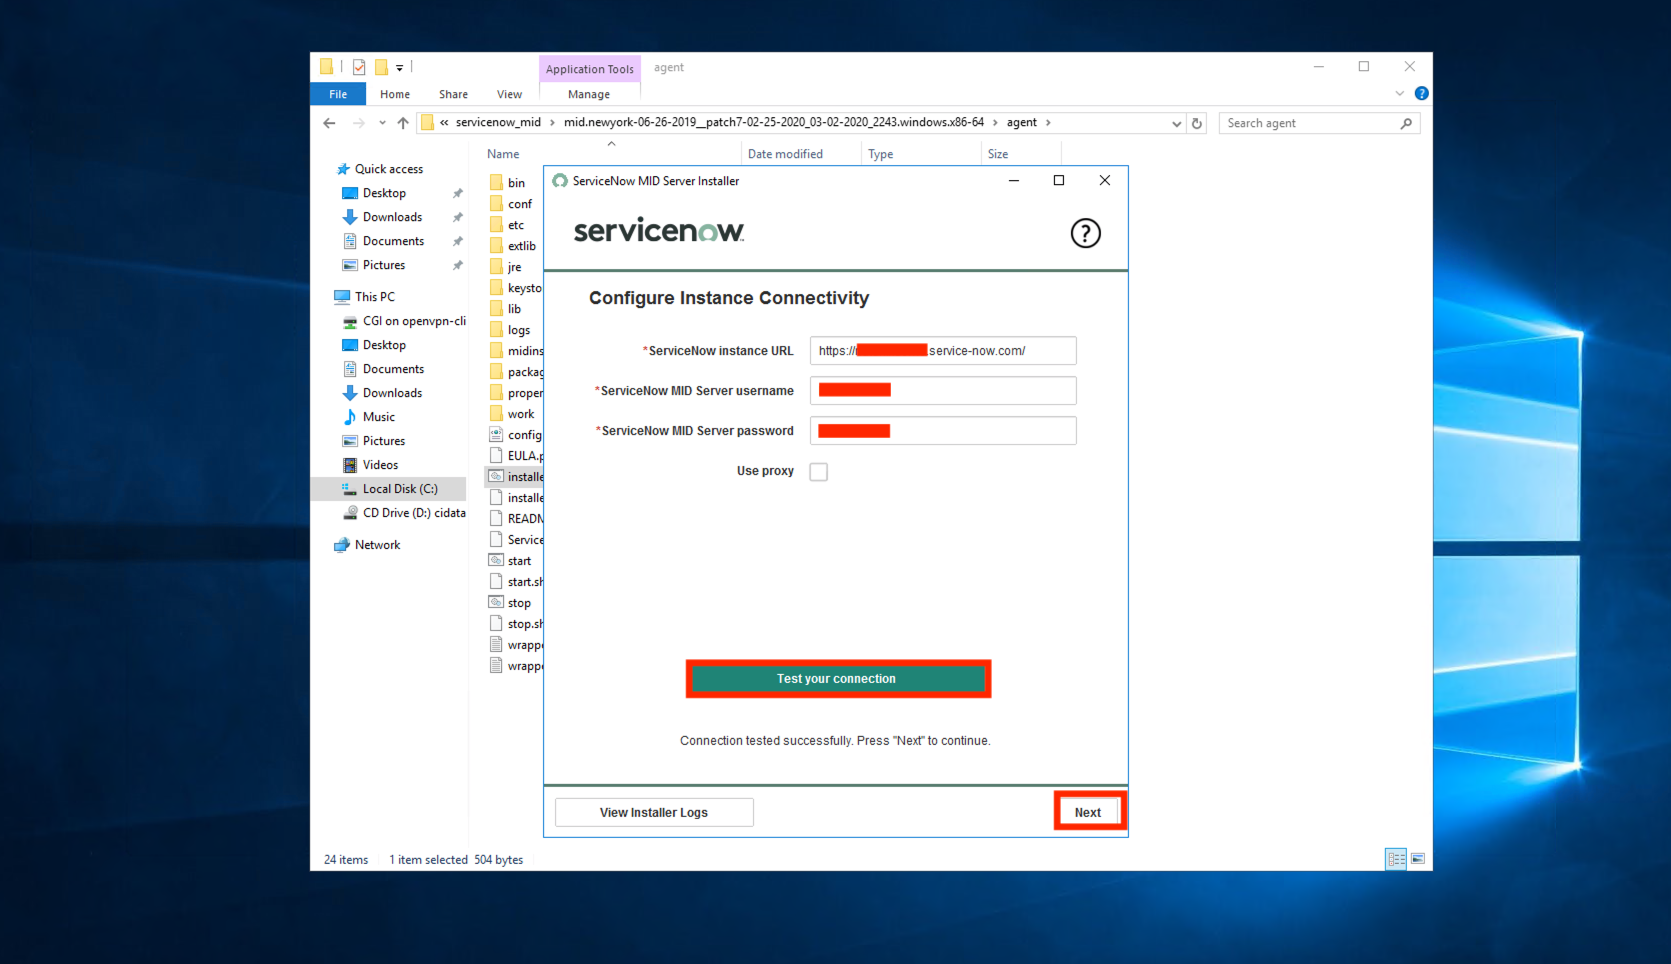 Application Tools
agent
File
Home
Share
View
Manage
« servicenow_mid > mid.newyork-06-26-2019__patch7-02-25-2020_03-02-2020_2243.windows.x86-64 > agent >
Search agent
Name
Date modified
Type
Size
Quick access
Desktop
Downloads
Documents
Pictures
This PC
CGI on openvpn-cli
Desktop
Documents
Downloads
Music
Pictures
Videos
Local Disk (C:)
CD Drive (D:) cidata
Network
bin
conf
etc
extlib
jre
keysto
lib
logs
midins
packag
proper
work
config
EULA.p
installe
installe
READM
Service
start
start.sh
stop
stop.sh
wrappe
wrappe
ServiceNow MID Server Installer
servicenow™
?
Configure Instance Connectivity
*ServiceNow instance URL
https:// service-now.com/
*ServiceNow MID Server username
*ServiceNow MID Server password
Use proxy
Test your connection
Connection tested successfully. Press "Next" to continue.
View Installer Logs
Next
24 items
1 item selected 504 bytes